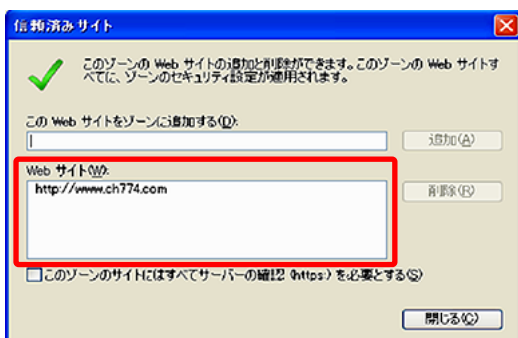 信頼済みサイト
このゾーンの Web サイトの追加と削除ができます。このゾーンの Web サイトす
べてに、ゾーンのセキュリティ設定が適用されます。
この Web サイトをゾーンに追加する(D):
追加(A)
Web サイト(W):
http://www.ch774.com
削除(R)
このゾーンのサイトにはすべてサーバーの確認 (https:) を必要とする(S)
閉じる(C)